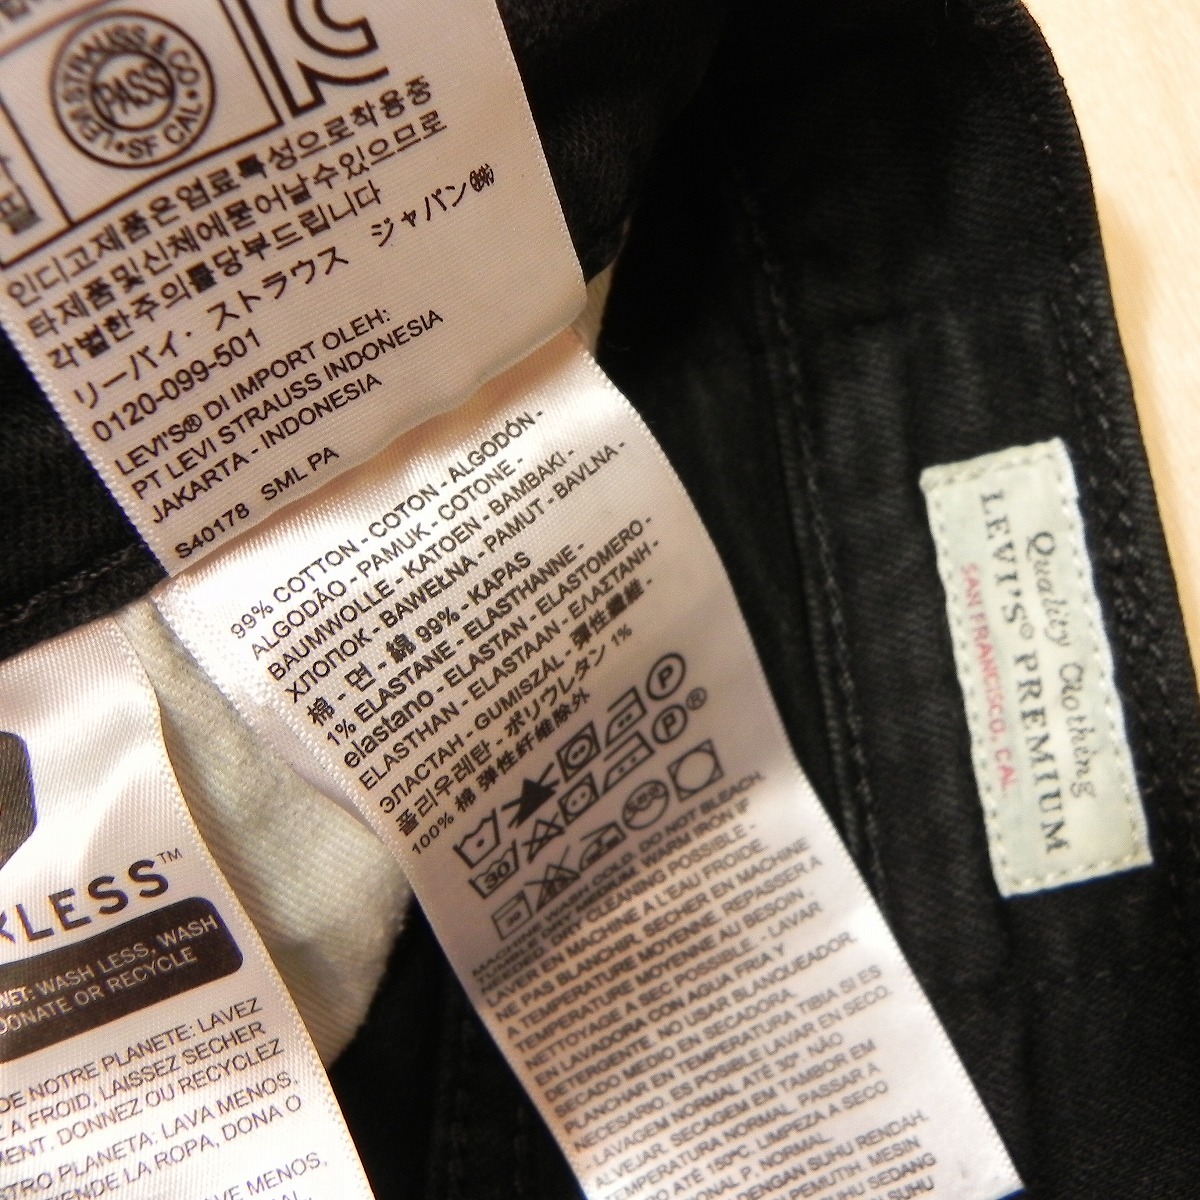 LEVI STRAUSS & CO.
PASS
SF CAL
필
인디고제품은염료특성으로착용중
타제품및신체에묻어날수있으므로
각별한주의를당부드립니다
リーバイ・ストラウス ジャパン㈱
0120-099-501
LEVI'S® DI IMPORT OLEH:
PT LEVI STRAUSS INDONESIA
JAKARTA - INDONESIA
S40178 SML PA
99% COTTON - COTON - ALGODÓN -
ALGODÃO - PAMUK - COTONE -
BAUMWOLLE - KATOEN - BAMBAKI -
ХЛОПОК - BAWEŁNA - PAMUT - BAVLNA -
棉 - 면 - 綿 99% - KAPAS
1% ELASTANE - ELASTHANNE -
elastano - ELASTAN - ELASTOMERO -
ELASTHAN - ELASTAAN - ΕΛΑΣΤΑΝΗ -
ЭЛАСТАН - GUMISZÁL - 弹性纖維 -
폴리우레탄 - ポリウレタン 1%
100% 棉 弹性纤维除外
P
30
P®
MACHINE WASH COLD. DO NOT BLEACH.
TUMBLE DRY MEDIUM. WARM IRON IF
DRY CLEANING POSSIBLE -
LAVER EN MACHINE A L'EAU FROIDE.
NE PAS BLANCHIR. SECHER EN MACHINE
A TEMPERATURE MOYENNE. REPASSER A
TEMPERATURE MOYENNE AU BESOIN.
NETTOYAGE A SEC POSSIBLE. - LAVAR
EN LAVADORA CON AGUA FRIA Y
DETERGENTE. NO USAR BLANQUEADOR.
SECADO MEDIO EN SECADORA.
PLANCHAR EN TEMPERATURA TIBIA SI ES
NECESARIO. ES POSIBLE LAVAR EN SECO.
- LAVAGEM NORMAL, ATÉ 30°. NÃO
ALVEJAR. SECAGEM EM TAMBOR EM
TEMPERATURA NORMAL. PASSAR A
ATÉ 150ºC. LIMPEZA A SECO
P. NORMAL.
DENGAN SUHU RENDAH.
PEMUTIH. MESIN
SUHU SEDANG
LESS™
WASH LESS, WASH
DONATE OR RECYCLE
DE NOTRE PLANETE: LAVEZ
A FROID, LAISSEZ SECHER
DONNEZ OU RECYCLEZ
PLANETA: LAVA MENOS,
LA ROPA, DONA O
MENOS,
Quality Clothing
LEVI'S® PREMIUM
SAN FRANCISCO, CAL